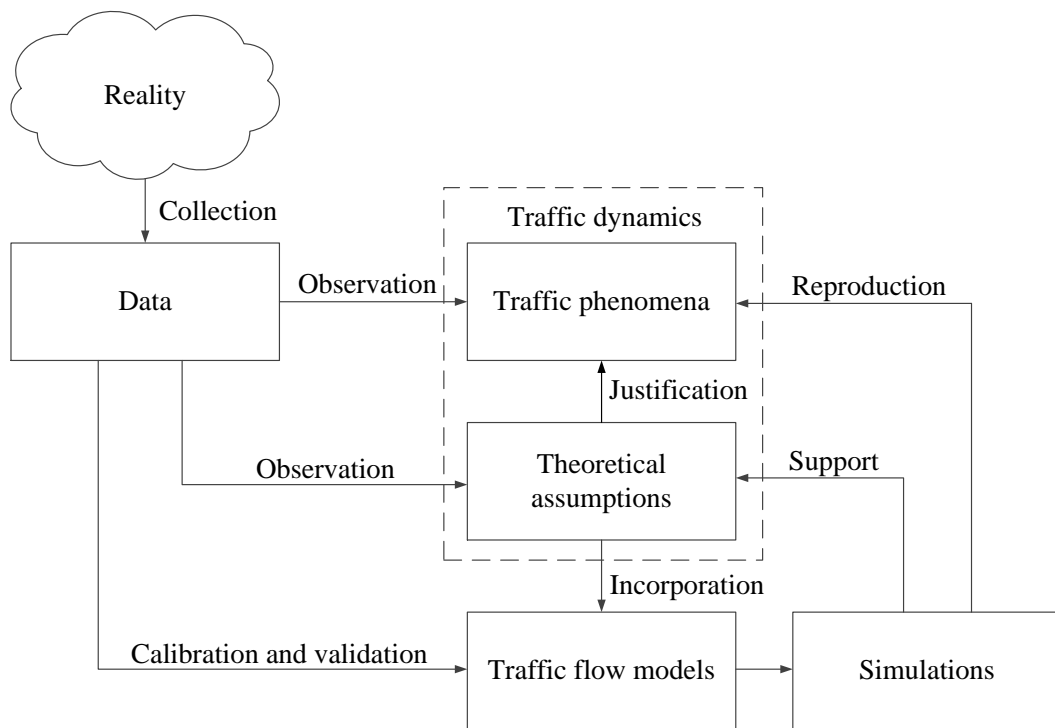 Reality
Collection
Traffic dynamics
Data
Observation
Traffic phenomena
Reproduction
Justification
Observation
Theoretical
assumptions
Support
Incorporation
Calibration and validation
Traffic flow models
Simulations